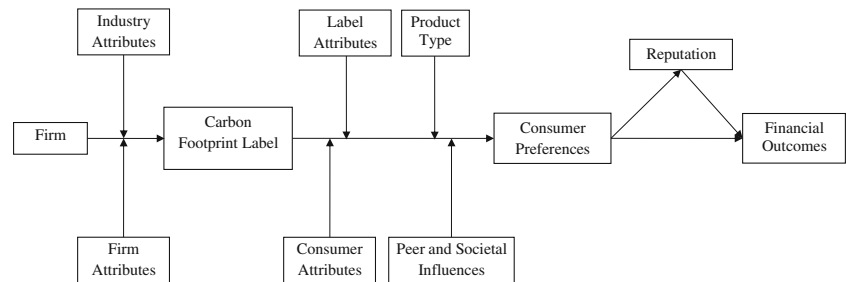 Industry
Attributes
Label
Attributes
Product
Type
Reputation
Firm
Carbon
Footprint Label
Consumer
Preferences
Financial
Outcomes
Firm
Attributes
Consumer
Attributes
Peer and Societal
Influences